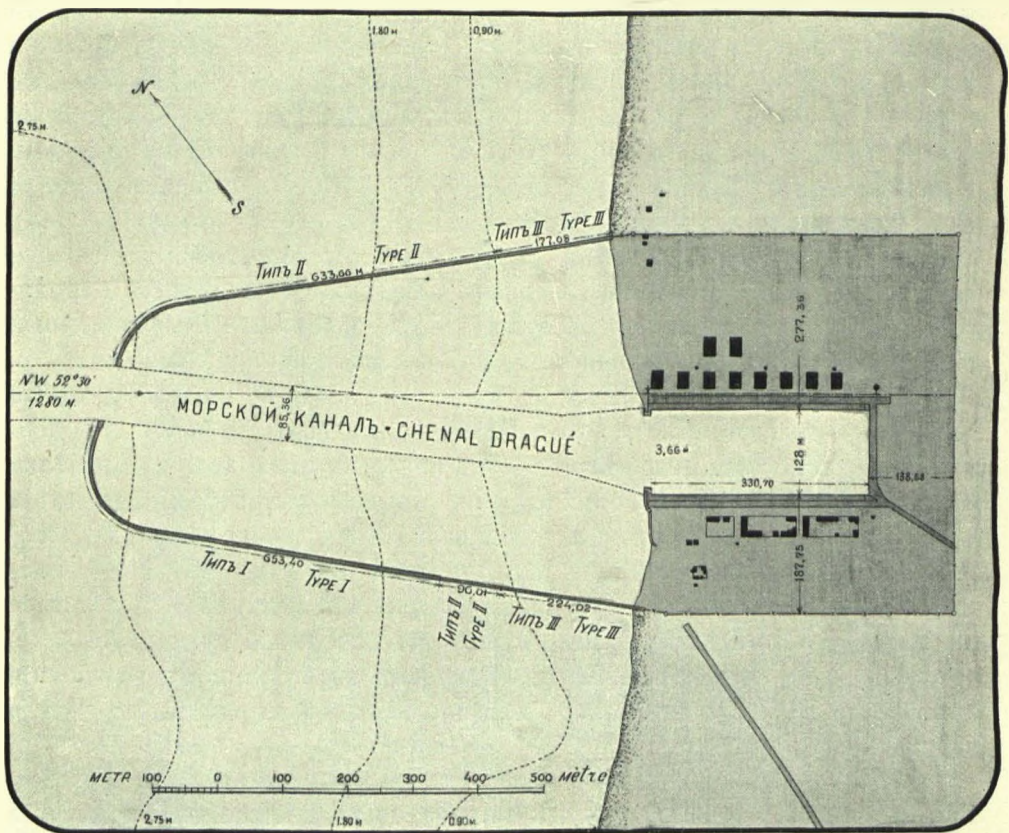 1.80 м
0,90 м
N
2,75 м
S
Типъ III Type III
177,08
Типъ II 633,00 м Type II
277,36
NW 52°30'
1280 м
85,36
МОРСКОЙ КАНАЛЪ • CHENAL DRAGUÉ
3,66 м
128 м
330,70
187,75
Типъ I 653,40 Type I
90,01
Типъ II
Type II
224,02
Типъ III Type III
МЕТР. 100 0 100 200 300 400 500 mètre
2,75 м
1.80 м
0,90 м